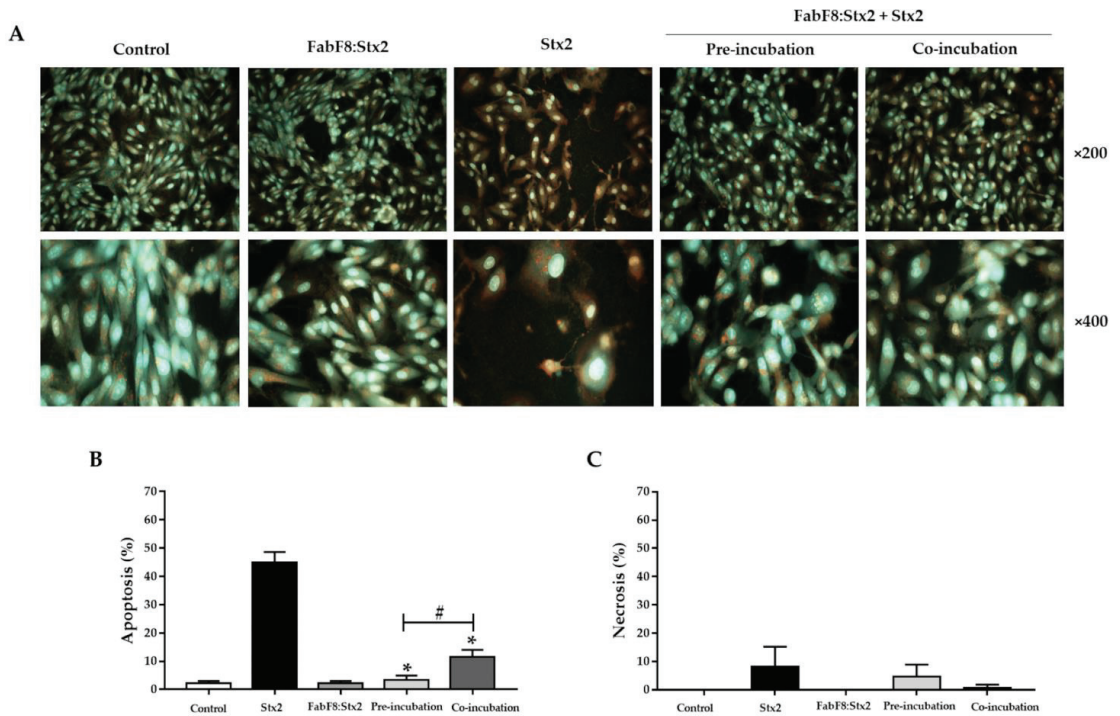 A
FabF8:Stx2 + Stx2
Control FabF8:Stx2 Stx2 Pre-incubation Co-incubation
×200
×400
B
70
60
50
40
30
20
10
0
Apoptosis (%)
#
* *
Control Stx2 FabF8:Stx2 Pre-incubation Co-incubation
C
70
60
50
40
30
20
10
0
Necrosis (%)
Control Stx2 FabF8:Stx2 Pre-incubation Co-incubation